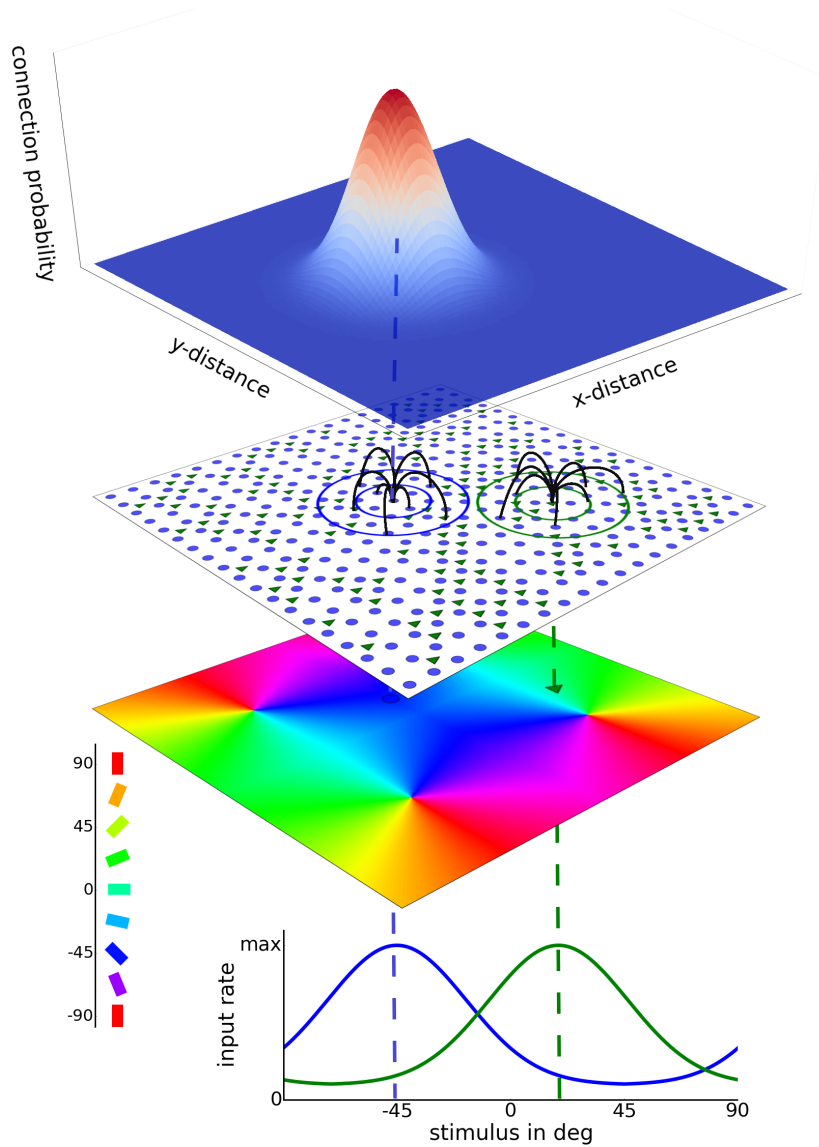 connection probability
y-distance
x-distance
90
45
0
-45
-90
max
input rate
0
-45
0
45
90
stimulus in deg